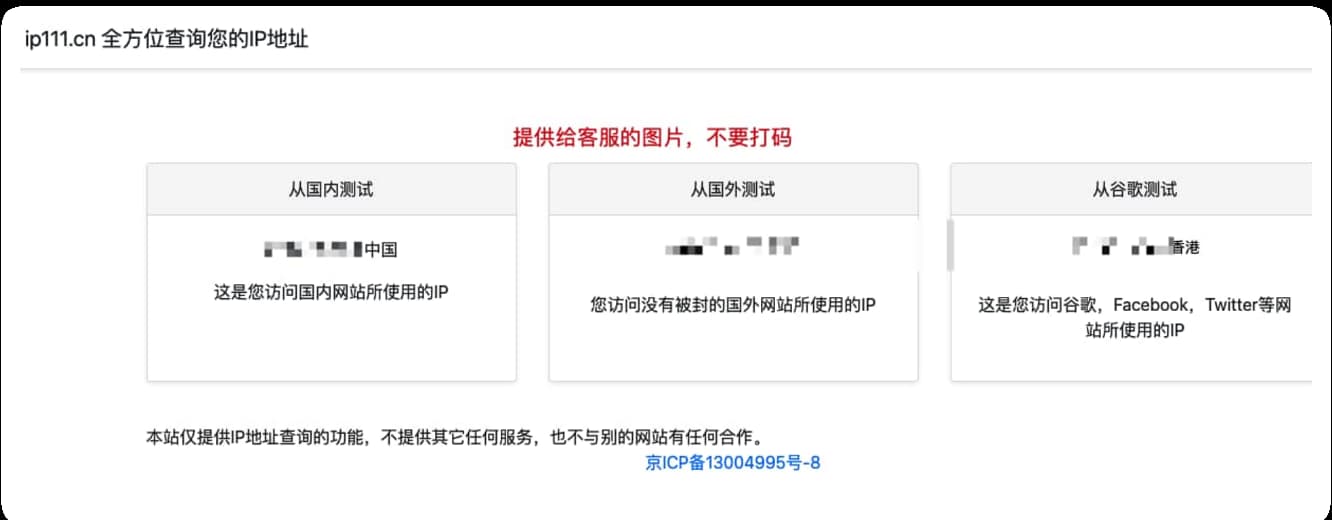 ip111.cn 全方位查询您的IP地址
提供给客服的图片，不要打码
从国内测试
中国
这是您访问国内网站所使用的IP
从国外测试
您访问没有被封的国外网站所使用的IP
从谷歌测试
香港
这是您访问谷歌，Facebook，Twitter等网
站所使用的IP
本站仅提供IP地址查询的功能，不提供其它任何服务，也不与别的网站有任何合作。
京ICP备13004995号-8